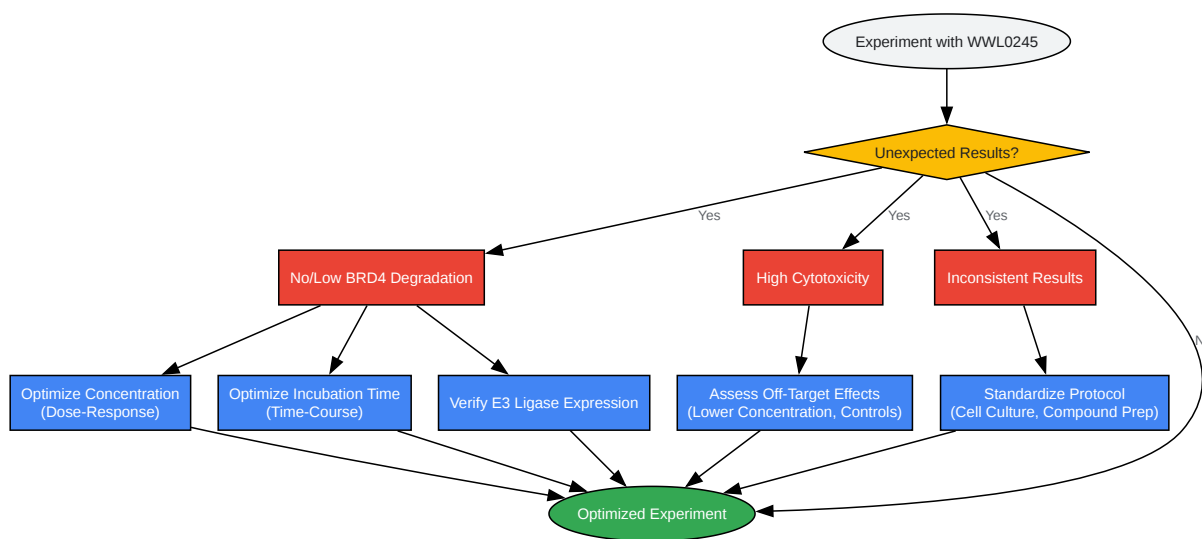 Experiment with WWL0245
Unexpected Results?
Yes
Yes
Yes
No/Low BRD4 Degradation
High Cytotoxicity
Inconsistent Results
Optimize Concentration
(Dose-Response)
Optimize Incubation Time
(Time-Course)
Verify E3 Ligase Expression
Assess Off-Target Effects
(Lower Concentration, Controls)
Standardize Protocol
(Cell Culture, Compound Prep)
Optimized Experiment